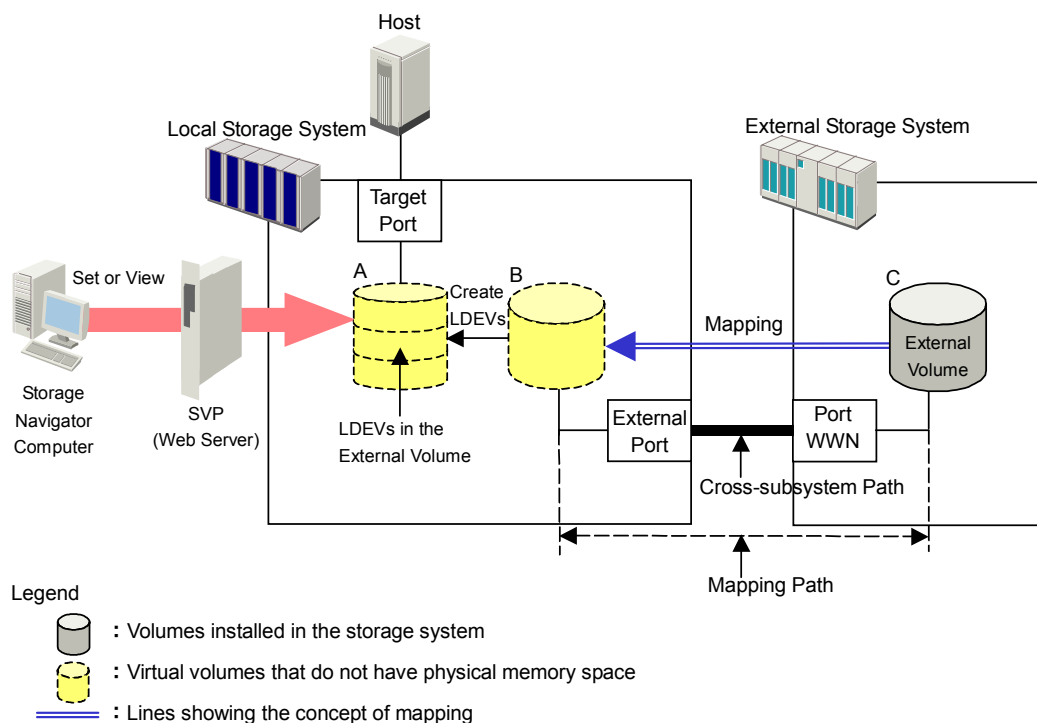 Host
Local Storage System
External Storage System
Target
Port
Set or View
A
Create
LDEVs
B
Mapping
C
External
Volume
Storage
Navigator
Computer
SVP
(Web Server)
LDEVs in the
External Volume
External
Port
Port
WWN
Cross-subsystem Path
Mapping Path
Legend
: Volumes installed in the storage system
: Virtual volumes that do not have physical memory space
: Lines showing the concept of mapping